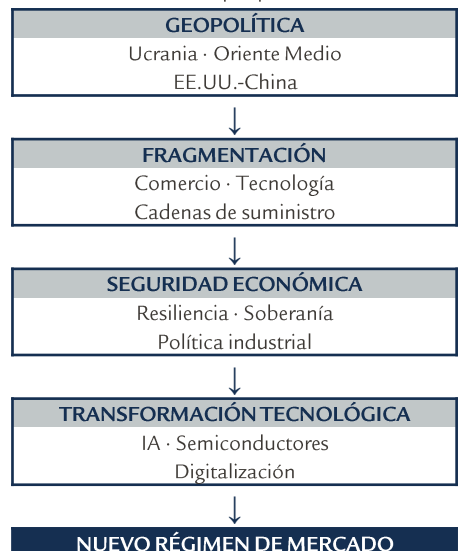 GEOPOLÍTICA
Ucrania · Oriente Medio
EE.UU.-China
↓
FRAGMENTACIÓN
Comercio · Tecnología
Cadenas de suministro
↓
SEGURIDAD ECONÓMICA
Resiliencia · Soberanía
Política industrial
↓
TRANSFORMACIÓN TECNOLÓGICA
IA · Semiconductores
Digitalización
↓
NUEVO RÉGIMEN DE MERCADO